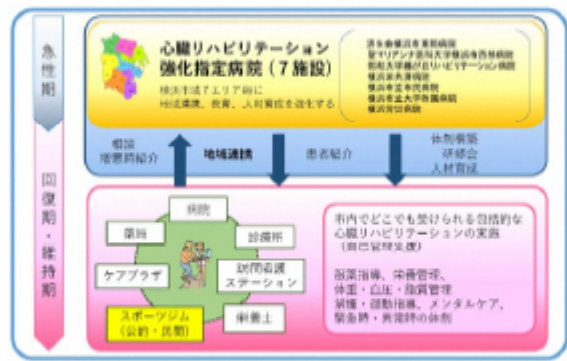 急性期
心臓リハビリテーション
強化指定病院(7施設)
横浜市域7エリア毎に
地域連携、教育、人材育成を強化する
済生会横浜市東部病院
聖マリアンナ医科大学横浜市西部病院
昭和大学藤が丘リハビリテーション病院
横浜南共済病院
横浜市立市民病院
横浜市立大学附属病院
横浜労災病院
相談
増悪時紹介
地域連携
患者紹介
体制構築
研修会
人材育成
回復期・維持期
病院
薬局
診療所
ケアプラザ
訪問看護
ステーション
スポーツジム
(公的・民間)
栄養士
市内でどこでも受けられる包括的な
心臓リハビリテーションの実施
(自己管理支援)
服薬指導、栄養管理、
体重・血圧・脂質管理
禁煙・運動指導、メンタルケア、
緊急時・異常時の体制